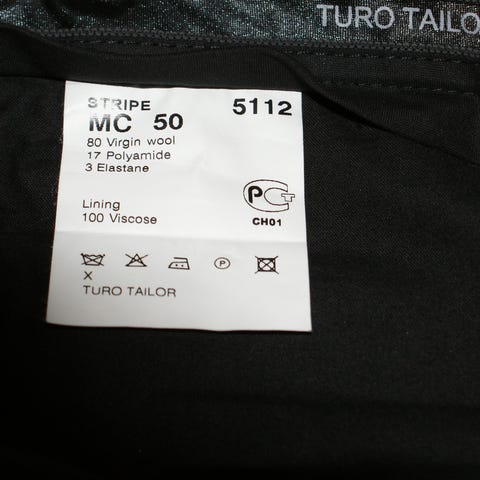 TURO TAILO
STRIPE 5112
MC 50
80 Virgin wool
17 Polyamide
3 Elastane
Lining
100 Viscose
PCT
CH01
P
X
TURO TAILOR